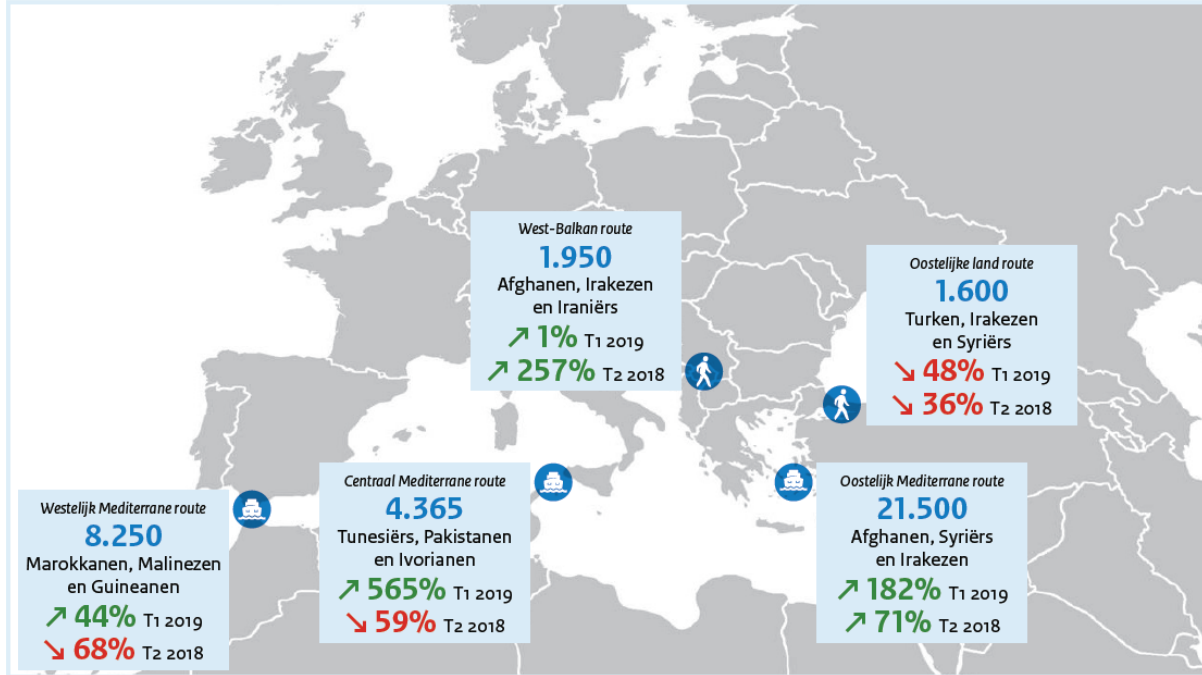 West-Balkan route
1.950
Afghanen, Irakezen
en Iraniërs
↗ 1% T1 2019
↗ 257% T2 2018
Oostelijke land route
1.600
Turken, Irakezen
en Syriërs
↘ 48% T1 2019
↘ 36% T2 2018
Westelijk Mediterrane route
8.250
Marokkanen, Malinezen
en Guineanen
↗ 44% T1 2019
↘ 68% T2 2018
Centraal Mediterrane route
4.365
Tunesiërs, Pakistanen
en Ivorianen
↗ 565% T1 2019
↘ 59% T2 2018
Oostelijk Mediterrane route
21.500
Afghanen, Syriërs
en Irakezen
↗ 182% T1 2019
↗ 71% T2 2018